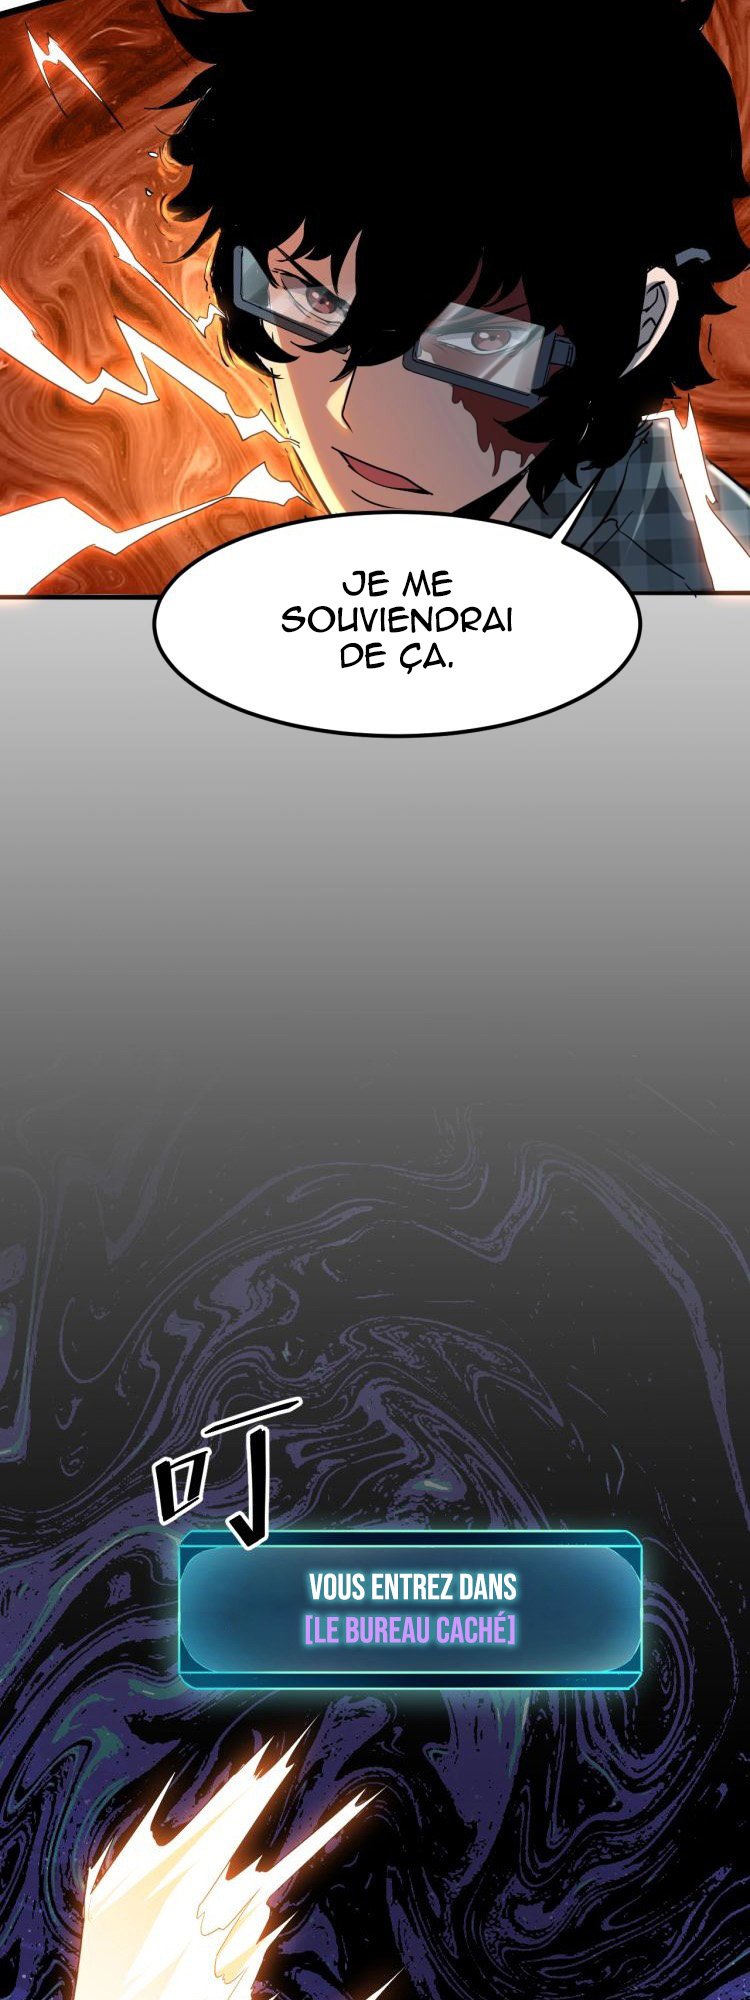 JE ME
SOUVIENDRAI
DE ÇA.
叮
VOUS ENTREZ DANS
[LE BUREAU CACHÉ]